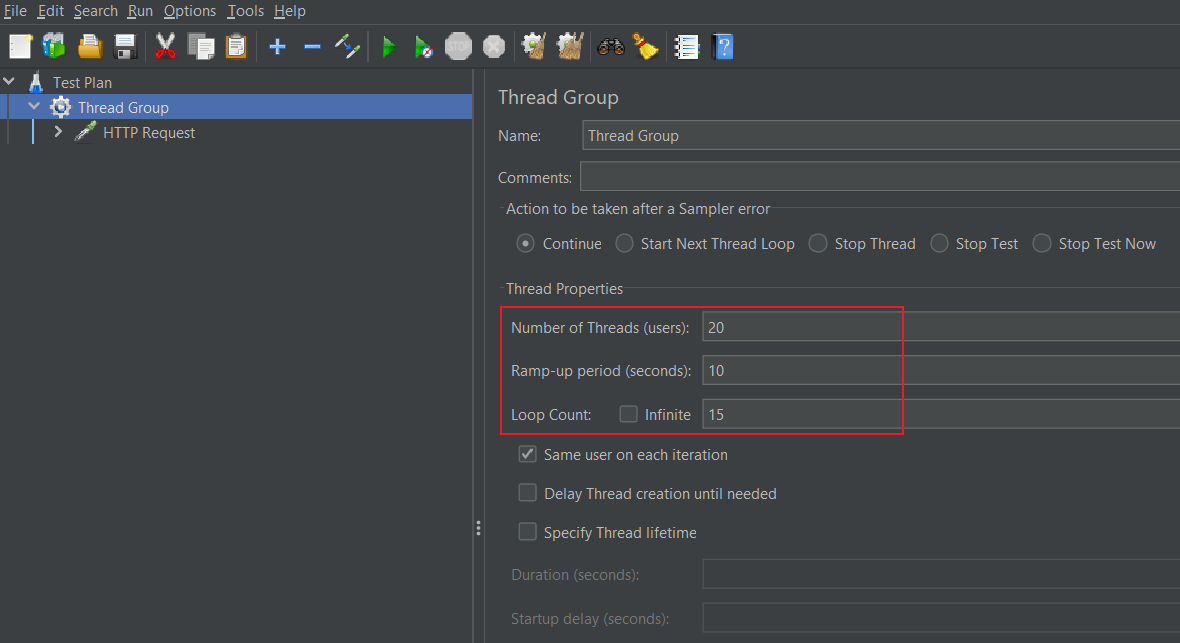 File Edit Search Run Options Tools Help
STOP
?
Test Plan
Thread Group
HTTP Request
Thread Group
Name: Thread Group
Comments:
Action to be taken after a Sampler error
Continue Start Next Thread Loop Stop Thread Stop Test Stop Test Now
Thread Properties
Number of Threads (users): 20
Ramp-up period (seconds): 10
Loop Count: Infinite 15
Same user on each iteration
Delay Thread creation until needed
Specify Thread lifetime
Duration (seconds):
Startup delay (seconds):